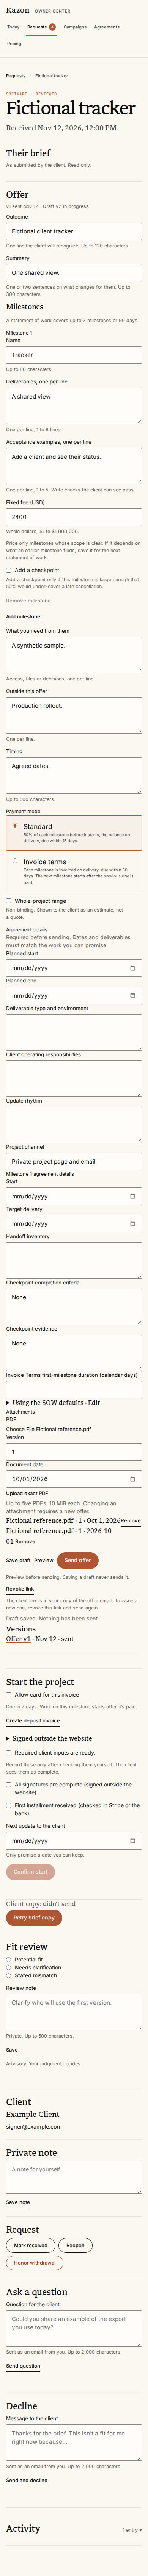 Kazon OWNER CENTER
Today Requests 4 Campaigns Agreements
Pricing
Requests Fictional tracker
SOFTWARE · REVIEWED
Fictional tracker
Received Nov 12, 2026, 12:00 PM
Their brief
As submitted by the client. Read only.
Offer
v1 sent Nov 12 · Draft v2 in progress
Outcome
Fictional client tracker
One line the client will recognize. Up to 120 characters.
Summary
One shared view.
One or two sentences on what changes for them. Up to
300 characters.
Milestones
A statement of work covers up to 3 milestones or 90 days.
Milestone 1
Name
Tracker
Up to 80 characters.
Deliverables, one per line
A shared view
One per line, 1 to 8 lines.
Acceptance examples, one per line
Add a client and see their status.
One per line, 1 to 5. Write checks the client can see pass.
Fixed fee (USD)
2400
Whole dollars, $1 to $1,000,000.
Price only milestones whose scope is clear. If it depends on
what an earlier milestone finds, save it for the next
statement of work.
Add a checkpoint
Add a checkpoint only if this milestone is large enough that
50% would under-cover a late cancellation.
Remove milestone
Add milestone
What you need from them
A synthetic sample.
Access, files or decisions, one per line.
Outside this offer
Production rollout.
One per line.
Timing
Agreed dates.
Up to 500 characters.
Payment mode
Standard
50% of each milestone before it starts, the balance on
delivery, due within 15 days.
Invoice terms
Each milestone is invoiced on delivery, due within 30
days. The next milestone starts after the previous one is
paid.
Whole-project range
Non-binding. Shown to the client as an estimate, not
a quote.
Agreement details
Required before sending. Dates and deliverables
must match the work you can promise.
Planned start
mm/dd/yyyy
Planned end
mm/dd/yyyy
Deliverable type and environment
Client operating responsibilities
Update rhythm
Project channel
Private project page and email
Milestone 1 agreement details
Start
mm/dd/yyyy
Target delivery
mm/dd/yyyy
Handoff inventory
Checkpoint completion criteria
None
Checkpoint evidence
None
Invoice Terms first-milestone duration (calendar days)
Using the SOW defaults · Edit
Attachments
PDF
Choose File Fictional reference.pdf
Version
1
Document date
10/01/2026
Upload exact PDF
Up to five PDFs, 10 MiB each. Changing an
attachment requires a new offer.
Fictional reference.pdf · 1 · Oct 1, 2026 Remove
Fictional reference.pdf · 1 · 2026-10-
01 Remove
Save draft Preview Send offer
Preview before sending. Saving a draft never sends it.
Revoke link
The client link is in your copy of the offer email. To issue a
new one, revoke this link and send again.
Draft saved. Nothing has been sent.
Versions
Offer v1 · Nov 12 · sent
Start the project
Allow card for this invoice
Due in 7 days. Work on this milestone starts after it's paid.
Create deposit invoice
Signed outside the website
Required client inputs are ready.
Record these only after checking them yourself. The client
sees them as complete.
All signatures are complete (signed outside the
website)
First installment received (checked in Stripe or the
bank)
Next update to the client
mm/dd/yyyy
Only promise a date you can keep.
Confirm start
Client copy: didn't send
Retry brief copy
Fit review
Potential fit
Needs clarification
Stated mismatch
Review note
Clarify who will use the first version.
Private. Up to 500 characters.
Save
Advisory. Your judgment decides.
Client
Example Client
signer@example.com
Private note
A note for yourself...
Save note
Request
Mark resolved Reopen
Honor withdrawal
Ask a question
Question for the client
Could you share an example of the export
you use today?
Sent as an email from you. Up to 2,000 characters.
Send question
Decline
Message to the client
Thanks for the brief. This isn't a fit for me
right now because...
Sent as an email from you. Up to 2,000 characters.
Send and decline
Activity 1 entry